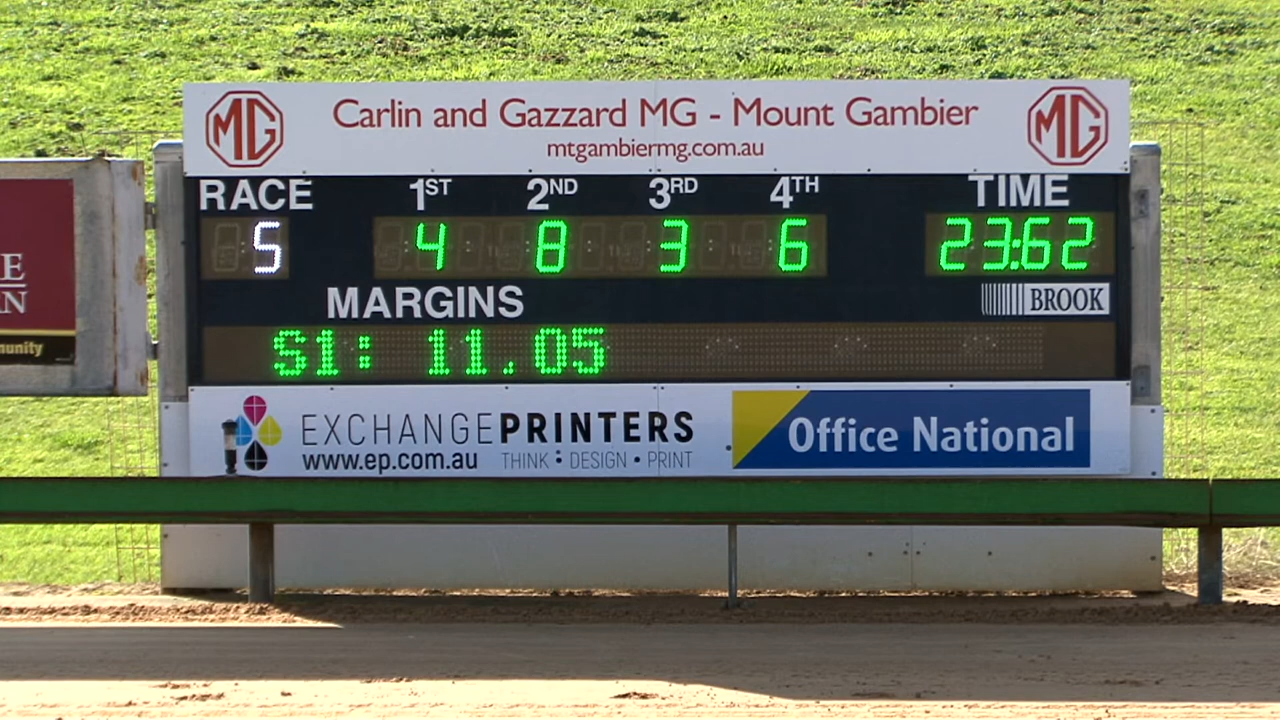 MG Carlin and Gazzard MG - Mount Gambier MG
mtgambiermg.com.au
RACE 1ST 2ND 3RD 4TH TIME
5 4 8 3 6 23:62
MARGINS BROOK
S1: 11.05
EXCHANGEPRINTERS
www.ep.com.au THINK • DESIGN • PRINT
Office National
E
N